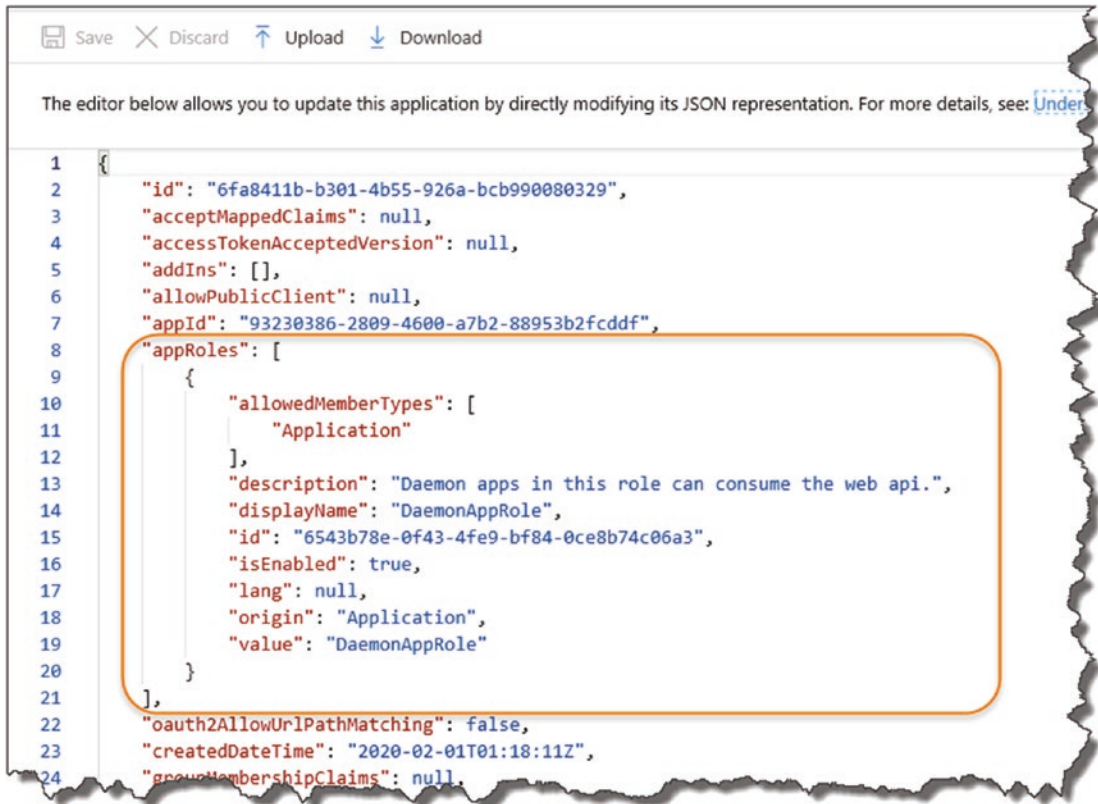 Save Discard Upload Download
The editor below allows you to update this application by directly modifying its JSON representation. For more details, see: Under
1 {
2 "id": "6fa8411b-b301-4b55-926a-bcb990080329",
3 "acceptMappedClaims": null,
4 "accessTokenAcceptedVersion": null,
5 "addIns": [],
6 "allowPublicClient": null,
7 "appId": "93230386-2809-4600-a7b2-88953b2fcddf",
8 "appRoles": [
9 {
10 "allowedMemberTypes": [
11 "Application"
12 ],
13 "description": "Daemon apps in this role can consume the web api.",
14 "displayName": "DaemonAppRole",
15 "id": "6543b78e-0f43-4fe9-bf84-0ce8b74c06a3",
16 "isEnabled": true,
17 "lang": null,
18 "origin": "Application",
19 "value": "DaemonAppRole"
20 }
21 ],
22 "oauth2AllowUrlPathMatching": false,
23 "createdDateTime": "2020-02-01T01:18:11Z",
24 "groupMembershipClaims": null,